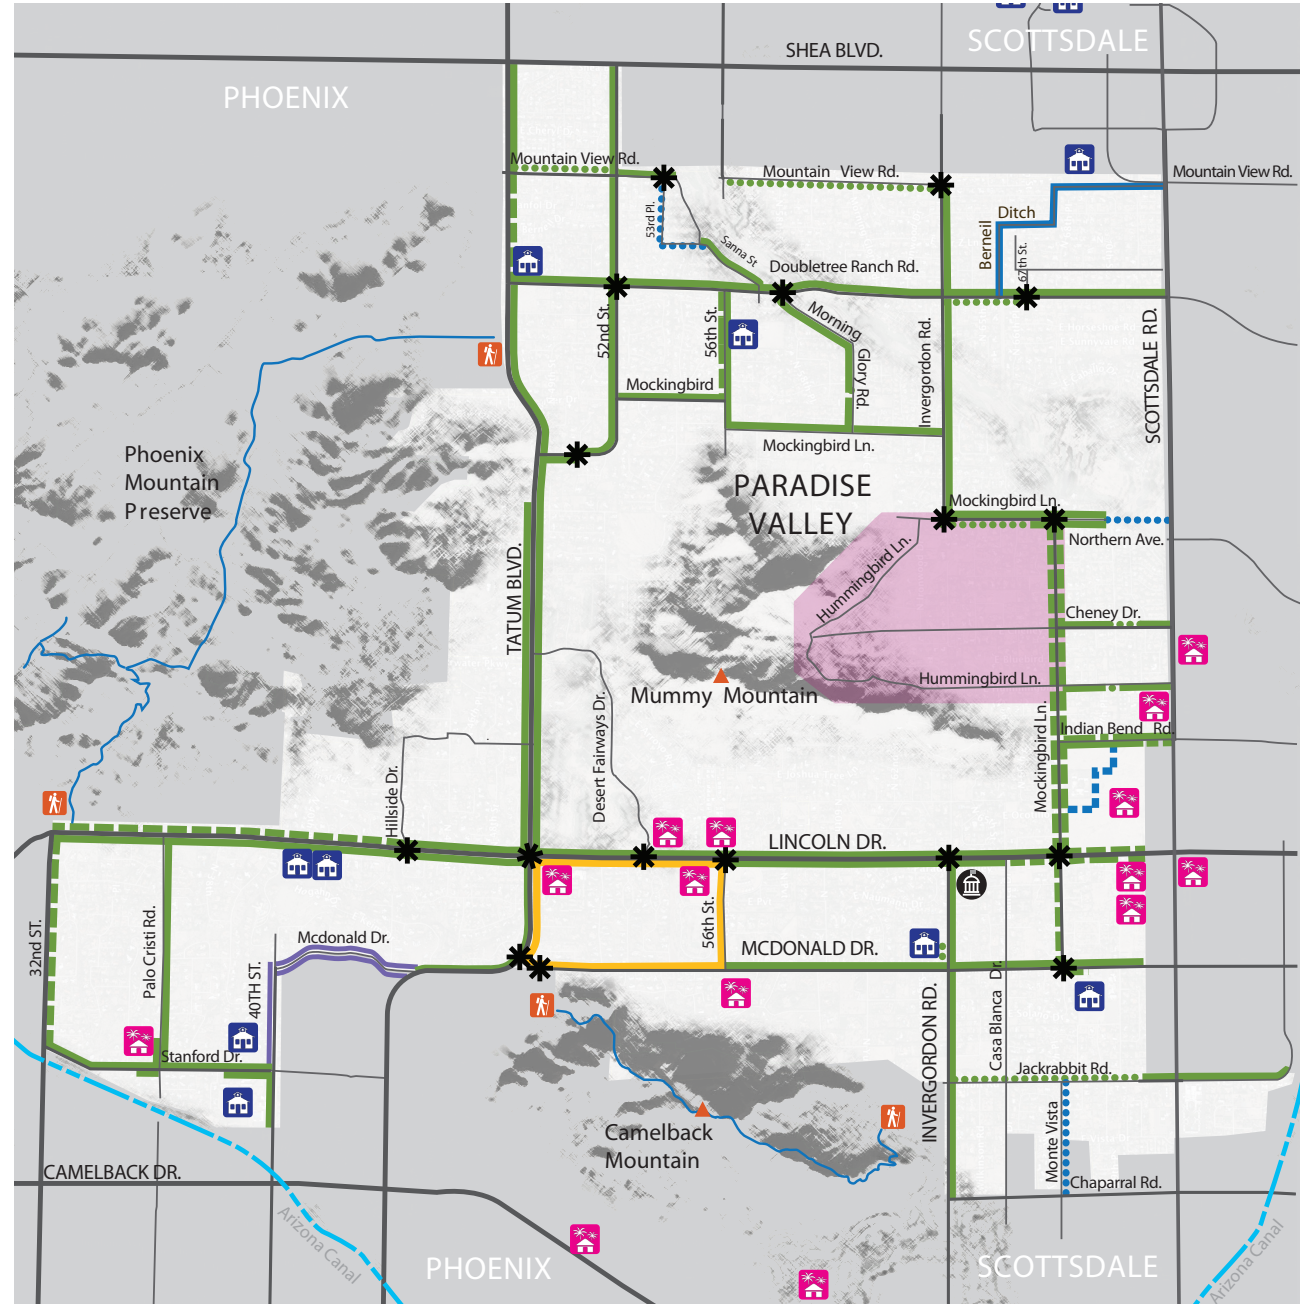 SCOTTSDALE
SHEA BLVD.
PHOENIX
Mountain View Rd.
Mountain View Rd.
Mountain View Rd.
53rd Pl.
Sanna St
Ditch
Berneil
67th St.
Doubletree Ranch Rd.
52nd St.
56th St.
Morning
Glory Rd.
Invergordon Rd.
SCOTTSDALE RD.
Mockingbird
Mockingbird Ln.
Phoenix
Mountain
Preserve
PARADISE
VALLEY
Mockingbird Ln.
Northern Ave.
TATUM BLVD.
Hummingbird Ln.
Cheney Dr.
Hummingbird Ln.
Mummy Mountain
Desert Fairways Dr.
Mockingbird Ln.
Indian Bend Rd.
Hillside Dr.
LINCOLN DR.
32nd ST.
Palo Cristi Rd.
40TH ST.
Mcdonald Dr.
56th St.
MCDONALD DR.
Casa Blanca Dr.
INVERGORDON RD.
Stanford Dr.
Jackrabbit Rd.
Camelback
Mountain
Monte Vista
Chaparral Rd.
CAMELBACK DR.
Arizona Canal
Arizona Canal
PHOENIX
SCOTTSDALE